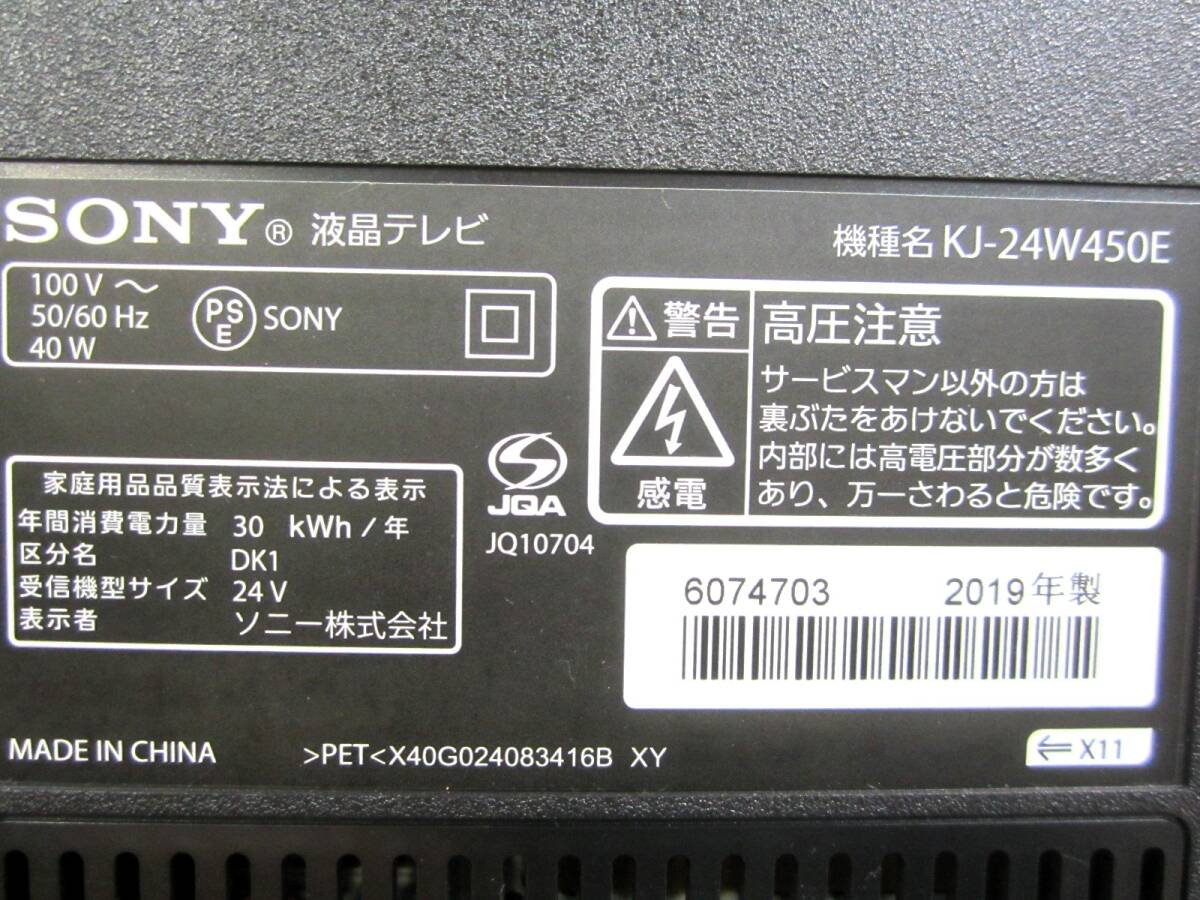 SONY® 液晶テレビ
機種名 KJ-24W450E
100 V ～
50/60 Hz
40 W
PS
E
SONY
警告
感電
高圧注意
サービスマン以外の方は
裏ぶたをあけないでください。
内部には高電圧部分が数多く
あり、万一さわると危険です。
家庭用品品質表示法による表示
年間消費電力量 30 kWh / 年
区分名 DK1
受信機型サイズ 24 V
表示者 ソニー株式会社
JQA
JQ10704
6074703 2019 年製
MADE IN CHINA >PET<X40G024083416B XY
⇐ X11